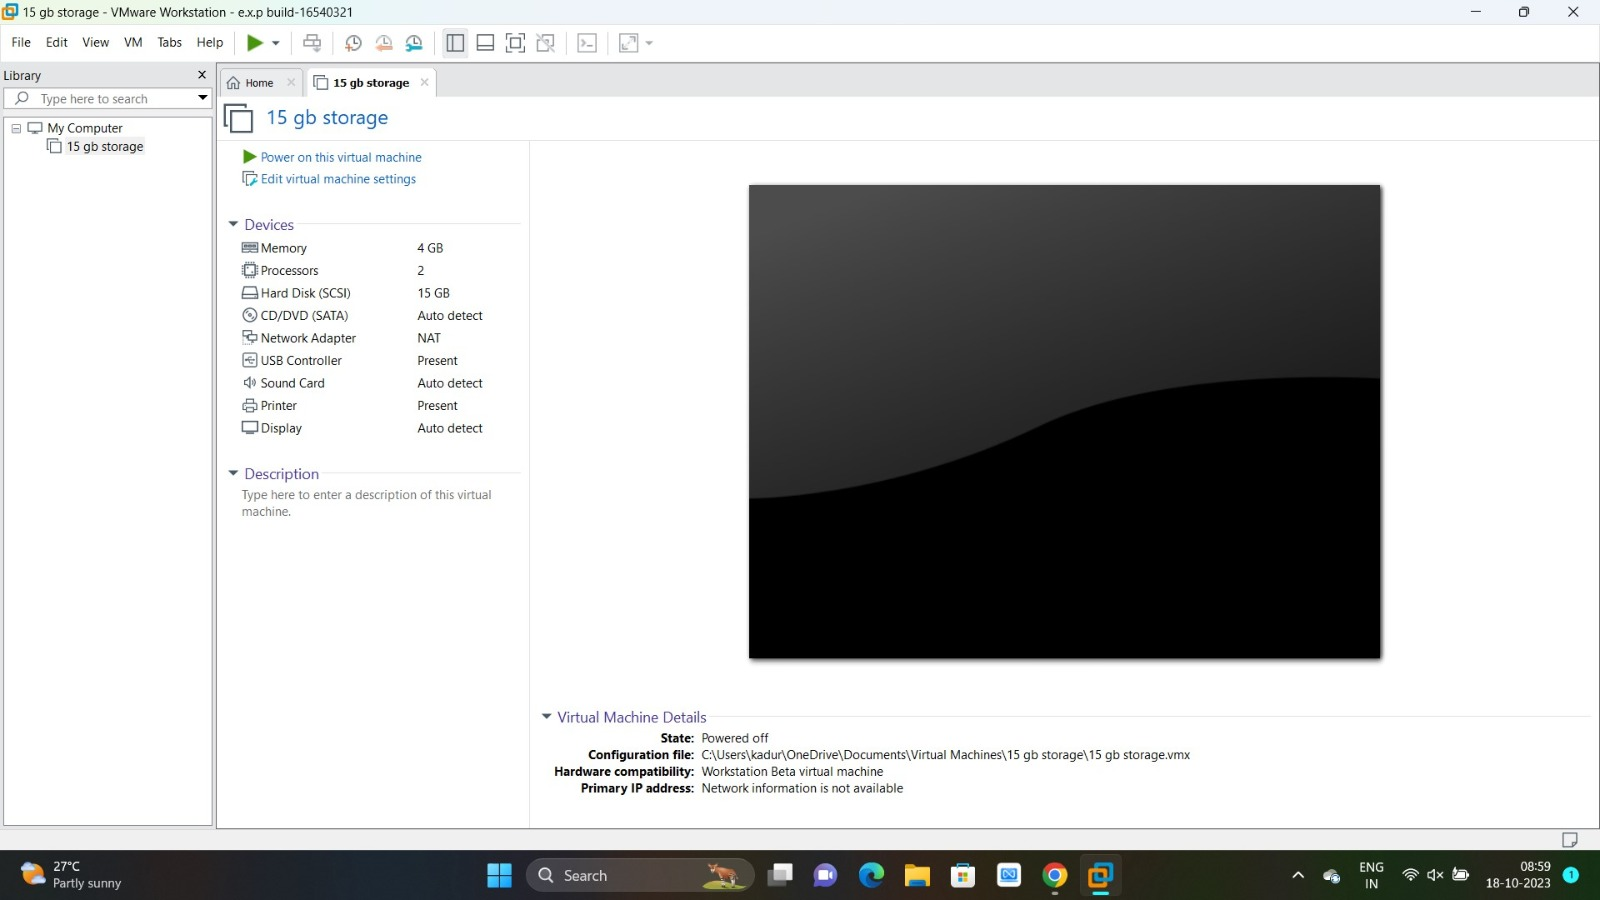 15 gb storage - VMware Workstation - e.x.p build-16540321
File Edit View VM Tabs Help
Library
Type here to search
My Computer
15 gb storage
Home
15 gb storage
15 gb storage
Power on this virtual machine
Edit virtual machine settings
Devices
Memory 4 GB
Processors 2
Hard Disk (SCSI) 15 GB
CD/DVD (SATA) Auto detect
Network Adapter NAT
USB Controller Present
Sound Card Auto detect
Printer Present
Display Auto detect
Description
Type here to enter a description of this virtual
machine.
Virtual Machine Details
State: Powered off
Configuration file: C:\Users\kadur\OneDrive\Documents\Virtual Machines\15 gb storage\15 gb storage.vmx
Hardware compatibility: Workstation Beta virtual machine
Primary IP address: Network information is not available
27°C
Partly sunny
Search
ENG
IN
08:59
18-10-2023
1